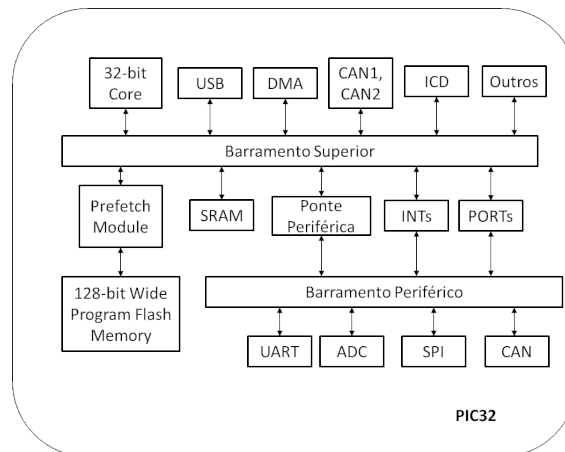 32-bit
Core
USB
DMA
CAN1,
CAN2
ICD
Outros
Barramento Superior
Prefetch
Module
SRAM
Ponte
Periférica
INTs
PORTs
128-bit Wide
Program Flash
Memory
Barramento Periférico
UART
ADC
SPI
CAN
PIC32